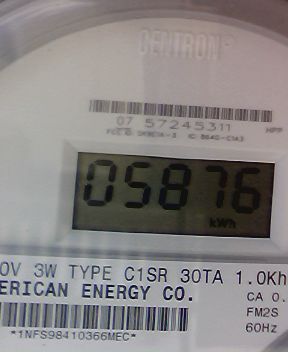 CENTRON
07 57245311
HPP
05876
kWh
0V 3W TYPE C1SR 30TA 1.0Kh
ERICAN ENERGY CO.
CA 0.
FM2S
60Hz
*1NFS98410366MEC*